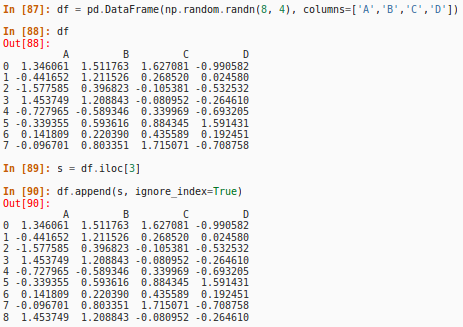 In [87]: df = pd.DataFrame(np.random.randn(8, 4), columns=['A','B','C','D'])
In [88]: df
Out[88]:
A B C D
0 1.346061 1.511763 1.627081 -0.990582
1 -0.441652 1.211526 0.268520 0.024580
2 -1.577585 0.396823 -0.105381 -0.532532
3 1.453749 1.208843 -0.080952 -0.264610
4 -0.727965 -0.589346 0.339969 -0.693205
5 -0.339355 0.593616 0.884345 1.591431
6 0.141809 0.220390 0.435589 0.192451
7 -0.096701 0.803351 1.715071 -0.708758
In [89]: s = df.iloc[3]
In [90]: df.append(s, ignore_index=True)
Out[90]:
A B C D
0 1.346061 1.511763 1.627081 -0.990582
1 -0.441652 1.211526 0.268520 0.024580
2 -1.577585 0.396823 -0.105381 -0.532532
3 1.453749 1.208843 -0.080952 -0.264610
4 -0.727965 -0.589346 0.339969 -0.693205
5 -0.339355 0.593616 0.884345 1.591431
6 0.141809 0.220390 0.435589 0.192451
7 -0.096701 0.803351 1.715071 -0.708758
8 1.453749 1.208843 -0.080952 -0.264610